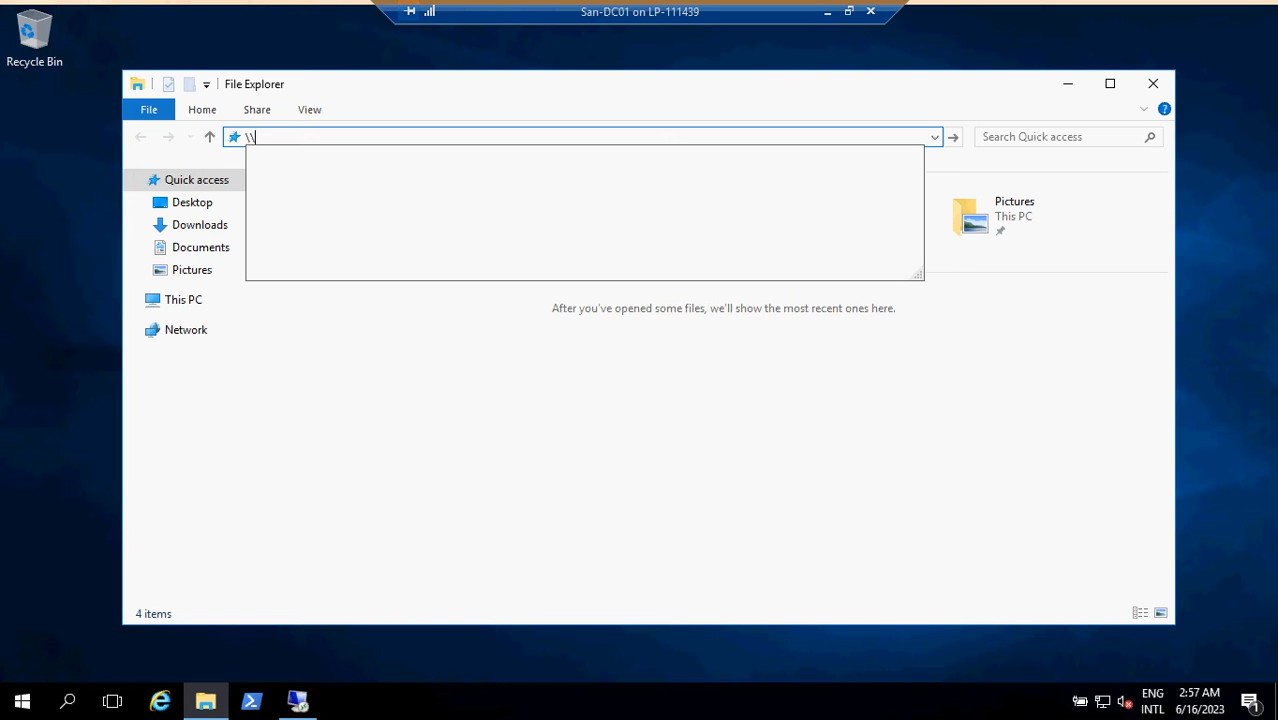 San-DC01 on LP-111439
Recycle Bin
File Explorer
File
Home
Share
View
\\
Search Quick access
Quick access
Desktop
Downloads
Documents
Pictures
This PC
Network
Pictures
This PC
After you've opened some files, we'll show the most recent ones here.
4 items
ENG
INTL
2:57 AM
6/16/2023
1